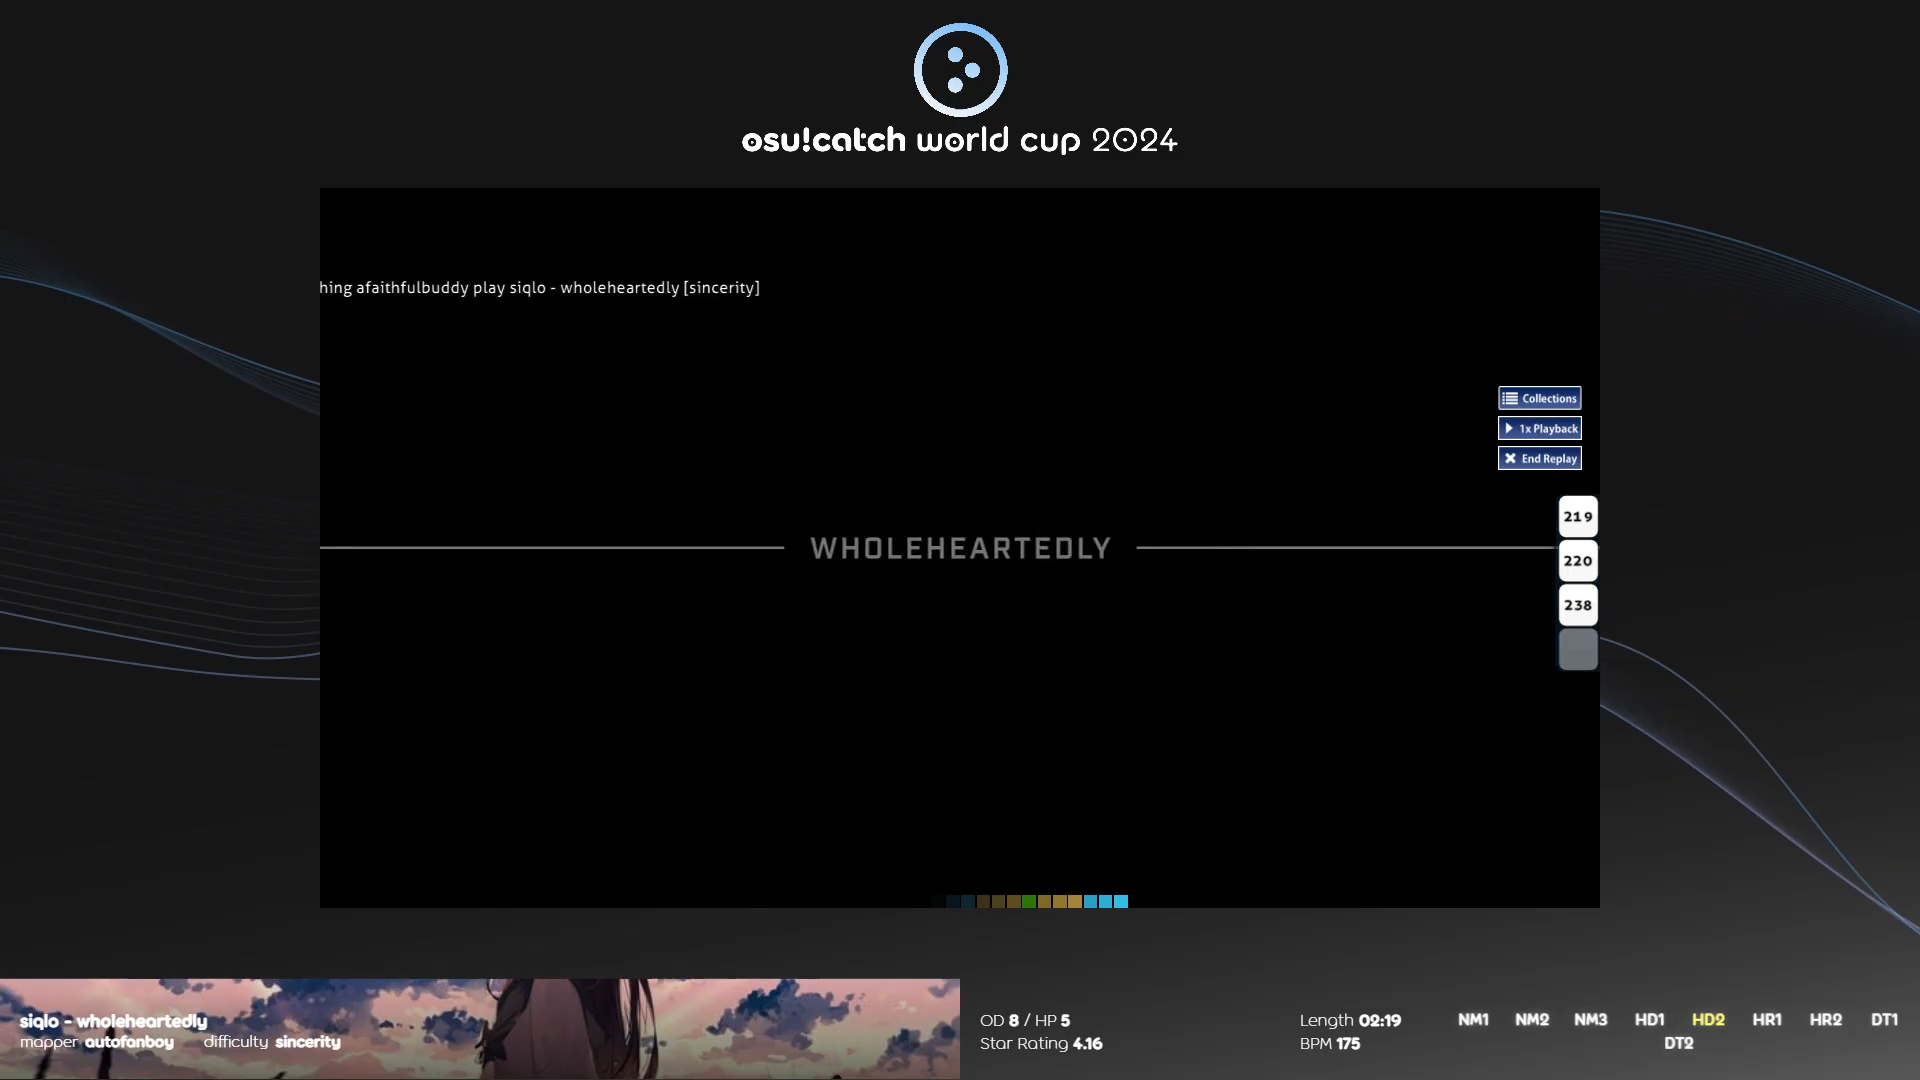 osu!catch world cup 2024
hing afaithfulbuddy play siqlo - wholeheartedly [sincerity]
Collections
1x Playback
End Replay
219
220
238
WHOLEHEARTEDLY
siqlo - wholeheartedly
mapper autofanboy difficulty sincerity
OD 8 / HP 5
Star Rating 4.16
Length 02:19
BPM 175
NM1 NM2 NM3 HD1 HD2 HR1 HR2 DT1
DT2